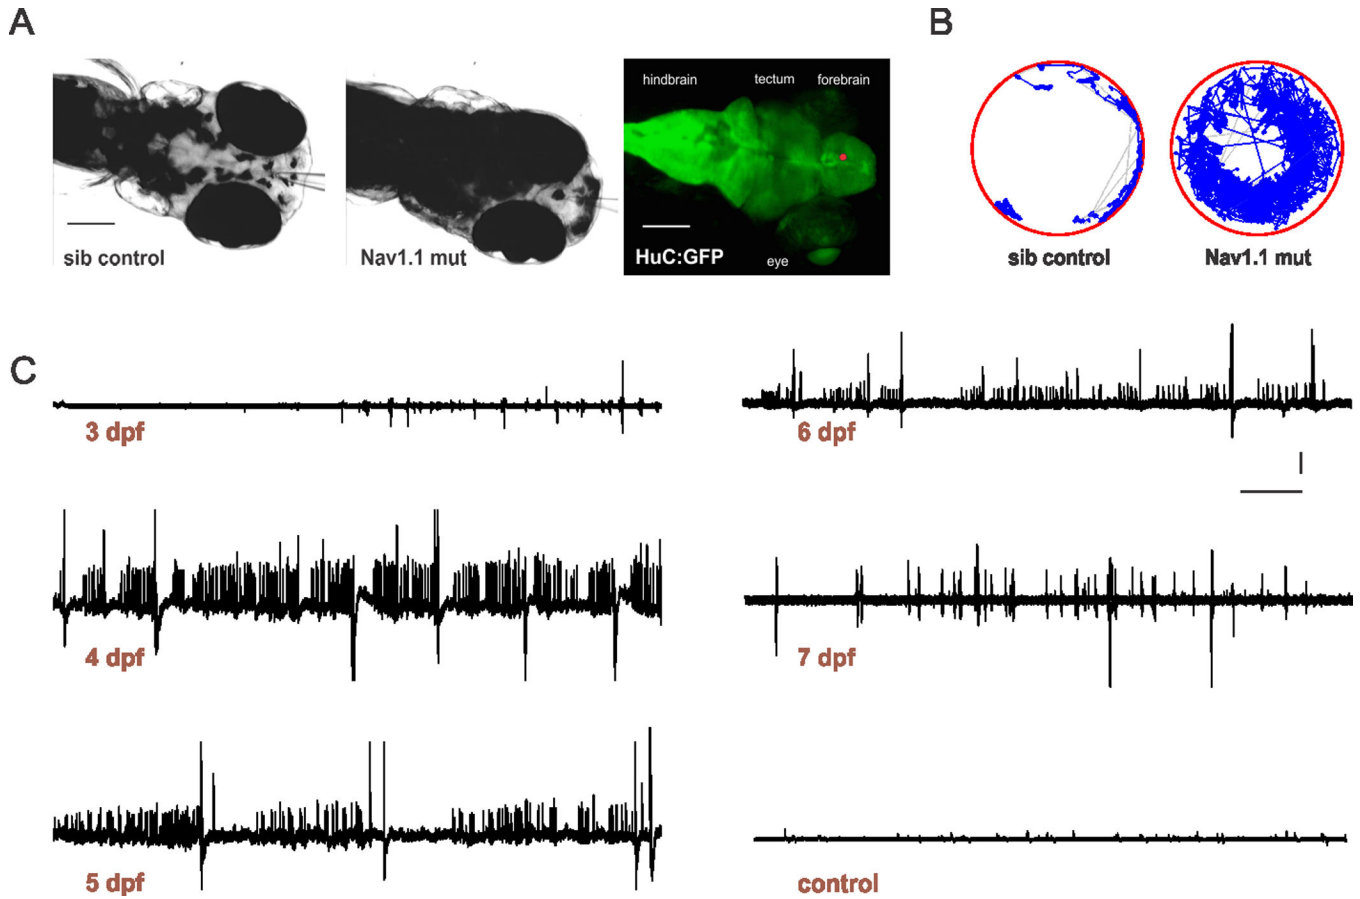 A
B
hindbrain
tectum
forebrain
sib control
Nav1.1 mut
HuC:GFP
eye
sib control
Nav1.1 mut
C
3 dpf
6 dpf
4 dpf
7 dpf
5 dpf
control